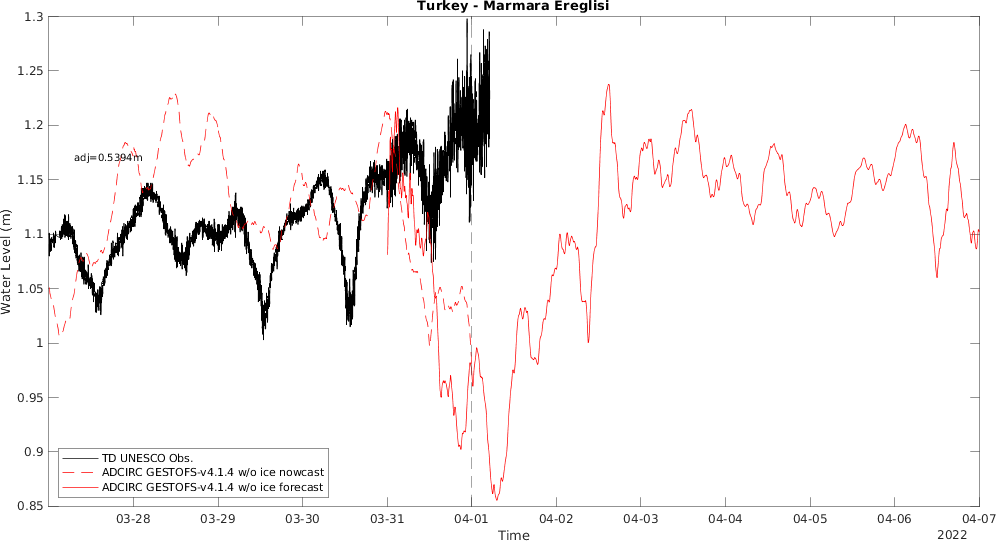 Turkey - Marmara Ereglisi
Water Level (m)
1.3
1.25
1.2
1.15
1.1
1.05
1
0.95
0.9
0.85
adj=0.5394m
TD UNESCO Obs.
ADCIRC GESTOFS-v4.1.4 w/o ice nowcast
ADCIRC GESTOFS-v4.1.4 w/o ice forecast
03-28 03-29 03-30 03-31 04-01 04-02 04-03 04-04 04-05 04-06 04-07
Time
2022